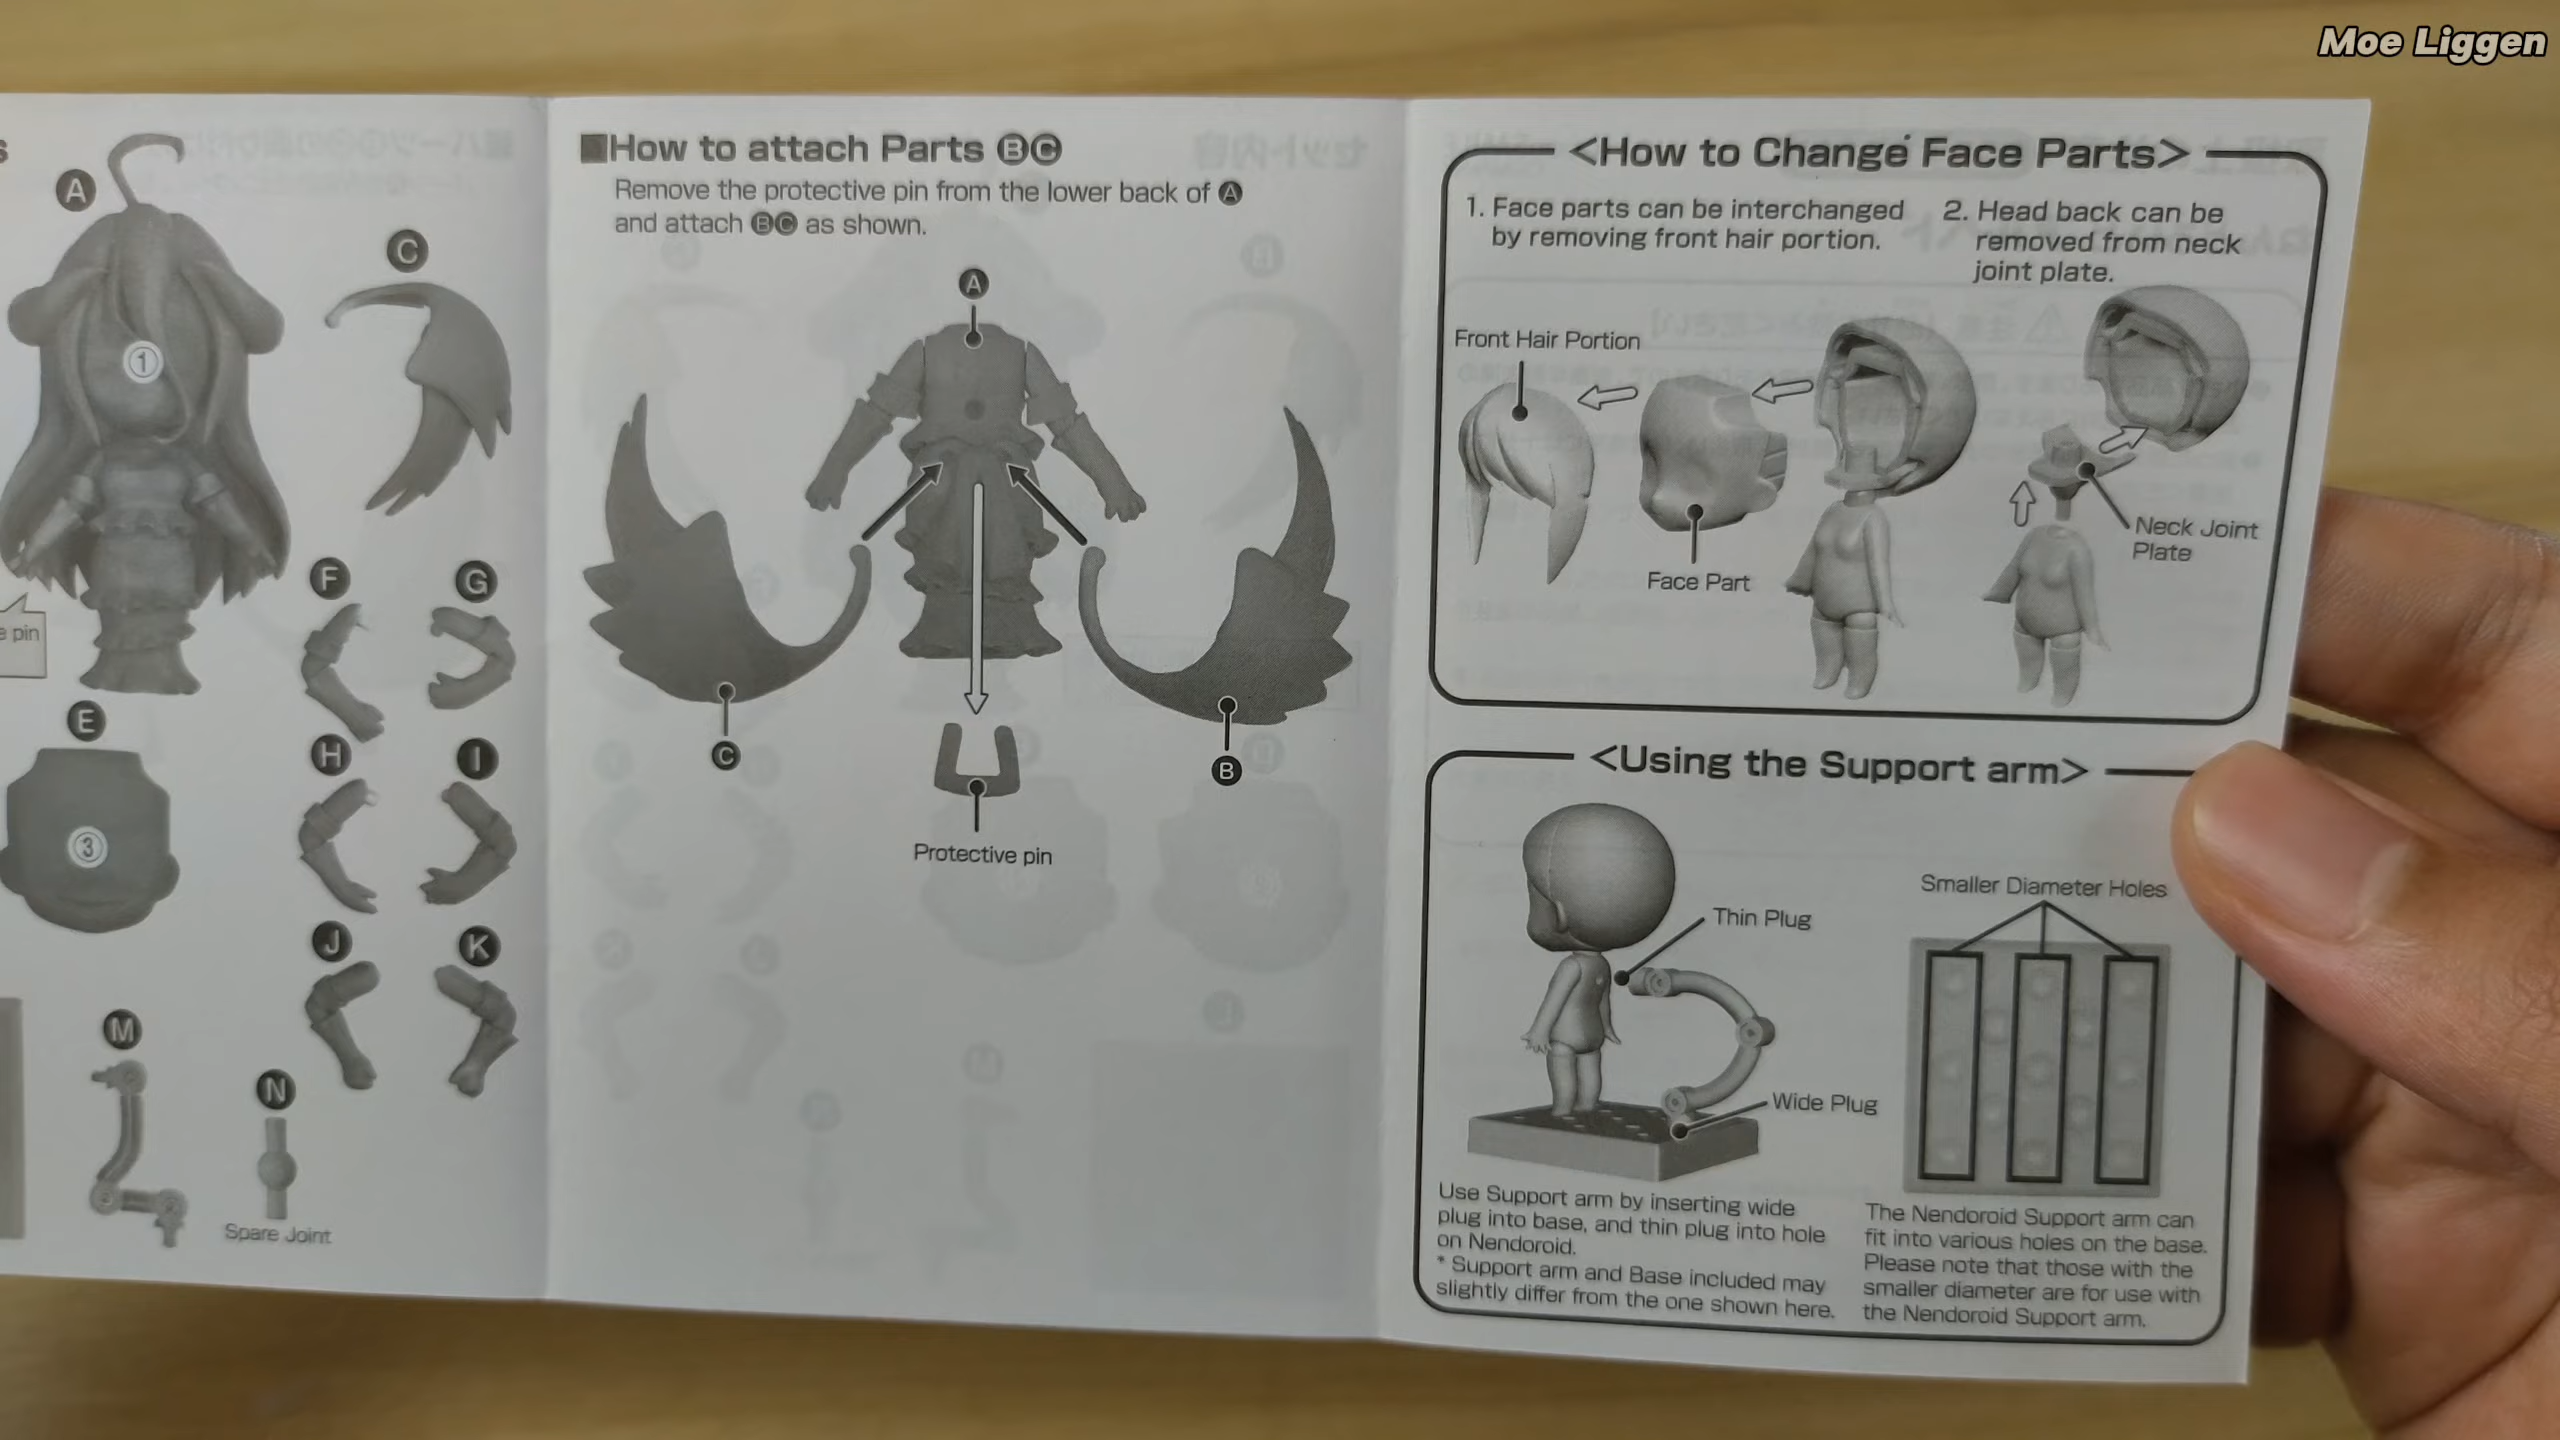 Moe Liggen
s
A
1
C
e pin
F
G
E
H
I
3
J
K
M
N
Spare Joint
■How to attach Parts BC
Remove the protective pin from the lower back of A
and attach BC as shown.
A
C
B
Protective pin
<How to Change Face Parts>
1. Face parts can be interchanged
by removing front hair portion.
2. Head back can be
removed from neck
joint plate.
Front Hair Portion
Face Part
Neck Joint
Plate
<Using the Support arm>
Thin Plug
Wide Plug
Smaller Diameter Holes
Use Support arm by inserting wide
plug into base, and thin plug into hole
on Nendoroid.
* Support arm and Base included may
slightly differ from the one shown here.
The Nendoroid Support arm can
fit into various holes on the base.
Please note that those with the
smaller diameter are for use with
the Nendoroid Support arm.